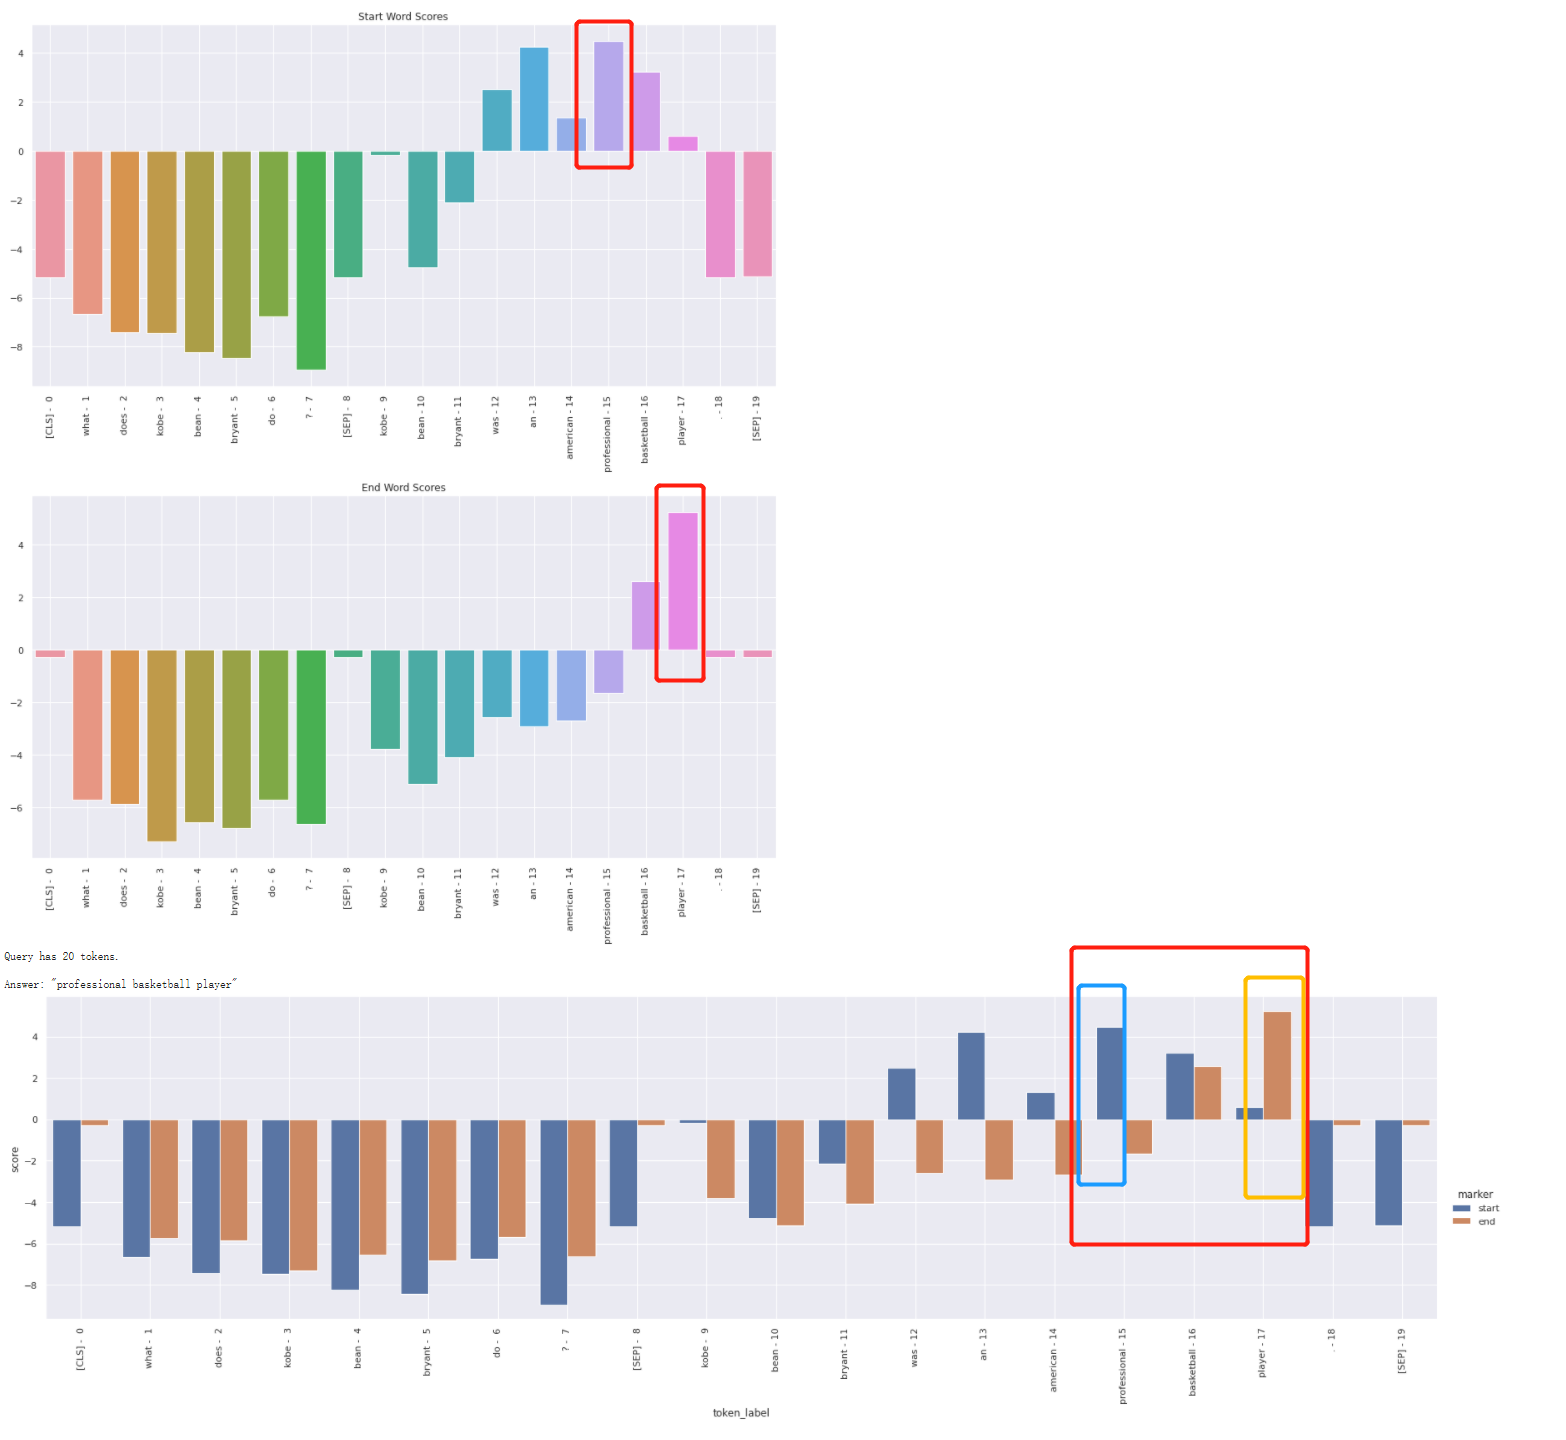 Start Word Scores
4
2
0
−2
−4
−6
−8
[CLS] - 0
what - 1
does - 2
kobe - 3
bean - 4
bryant - 5
do - 6
? - 7
[SEP] - 8
kobe - 9
bean - 10
bryant - 11
was - 12
an - 13
american - 14
professional - 15
basketball - 16
player - 17
. - 18
[SEP] - 19
End Word Scores
4
2
0
−2
−4
−6
[CLS] - 0
what - 1
does - 2
kobe - 3
bean - 4
bryant - 5
do - 6
? - 7
[SEP] - 8
kobe - 9
bean - 10
bryant - 11
was - 12
an - 13
american - 14
professional - 15
basketball - 16
player - 17
. - 18
[SEP] - 19
Query has 20 tokens.
Answer: "professional basketball player"
score
4
2
0
−2
−4
−6
−8
[CLS] - 0
what - 1
does - 2
kobe - 3
bean - 4
bryant - 5
do - 6
? - 7
[SEP] - 8
kobe - 9
bean - 10
bryant - 11
was - 12
an - 13
american - 14
professional - 15
basketball - 16
player - 17
. - 18
[SEP] - 19
token_label
marker
start
end